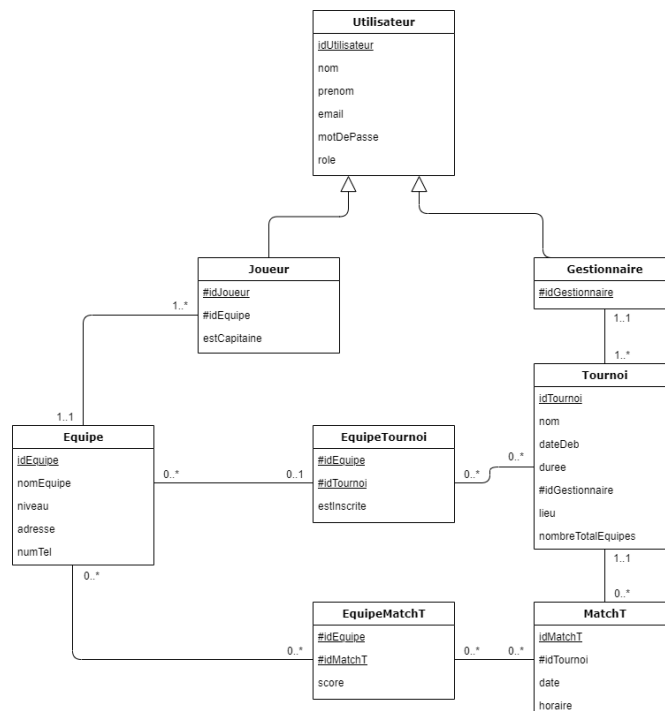 Utilisateur
idUtilisateur
nom
prenom
email
motDePasse
role
Joueur
#idJoueur
#idEquipe
estCapitaine
Gestionnaire
#idGestionnaire
1..*
1..1
1..*
1..1
Tournoi
idTournoi
nom
dateDeb
duree
#idGestionnaire
lieu
nombreTotalEquipes
Equipe
idEquipe
nomEquipe
niveau
adresse
numTel
EquipeTournoi
#idEquipe
#idTournoi
estInscrite
0..*
0..1
0..*
0..*
1..1
0..*
0..*
EquipeMatchT
#idEquipe
#idMatchT
score
0..*
0..*
0..*
MatchT
idMatchT
#idTournoi
date
horaire